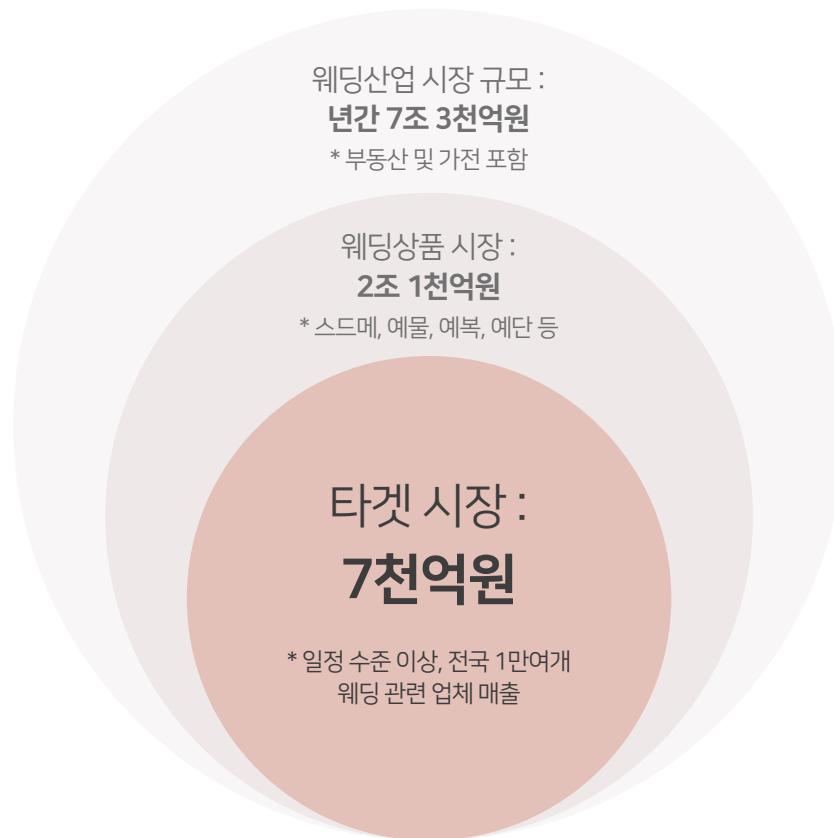 웨딩산업 시장 규모 :
년간 7조 3천억원
* 부동산 및 가전 포함
웨딩상품 시장 :
2조 1천억원
* 스드메, 예물, 예복, 예단 등
타겟 시장 :
7천억원
* 일정 수준 이상, 전국 1만여개
웨딩 관련 업체 매출